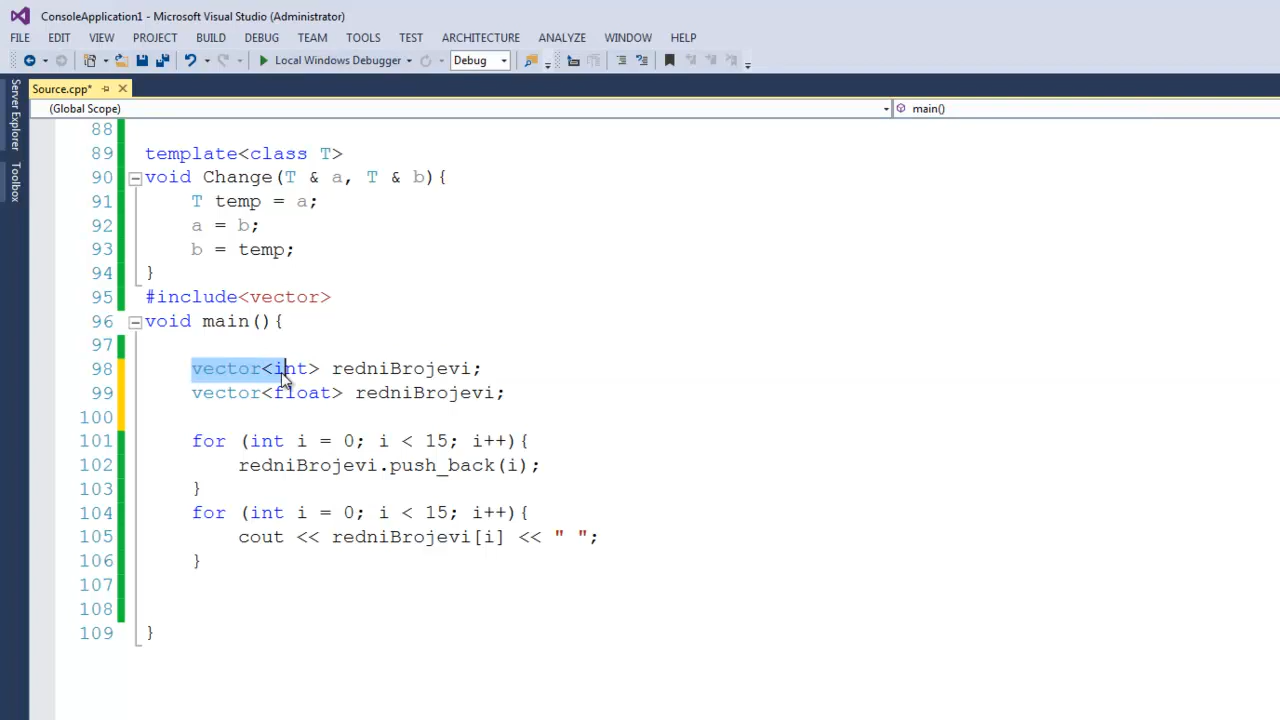 ConsoleApplication1 - Microsoft Visual Studio (Administrator)
FILE EDIT VIEW PROJECT BUILD DEBUG TEAM TOOLS TEST ARCHITECTURE ANALYZE WINDOW HELP
Local Windows Debugger Debug
Source.cpp*
(Global Scope) main()
Server Explorer
Toolbox
88
89 template<class T>
90 void Change(T & a, T & b){
91 T temp = a;
92 a = b;
93 b = temp;
94 }
95 #include<vector>
96 void main(){
97
98 vector<int> redniBrojevi;
99 vector<float> redniBrojevi;
100
101 for (int i = 0; i < 15; i++){
102 redniBrojevi.push_back(i);
103 }
104 for (int i = 0; i < 15; i++){
105 cout << redniBrojevi[i] << " ";
106 }
107
108
109 }